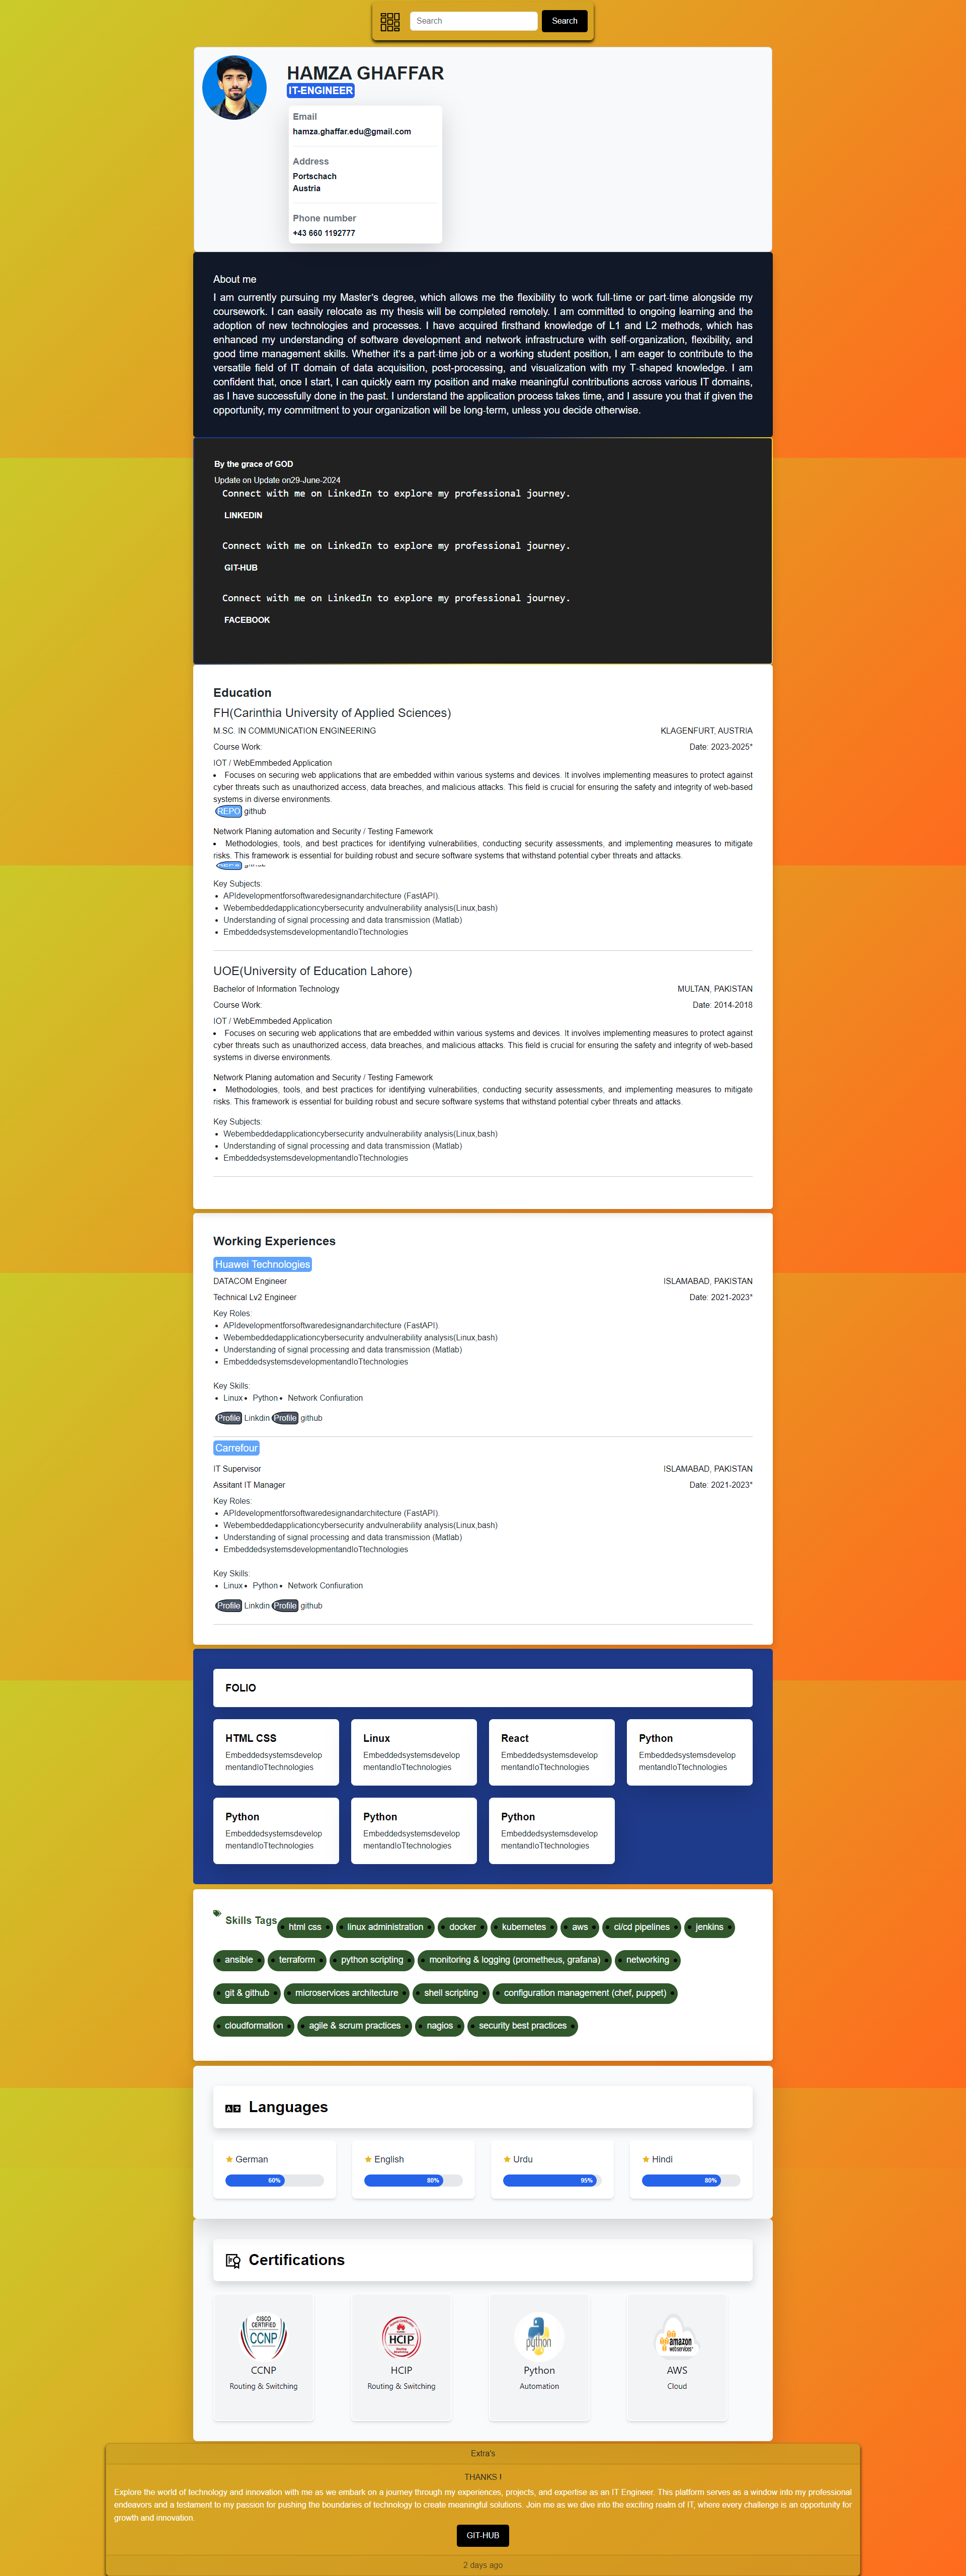 Search
Search
HAMZA GHAFFAR
IT-ENGINEER
Email
hamza.ghaffar.edu@gmail.com
Address
Portschach
Austria
Phone number
+43 660 1192777
About me
I am currently pursuing my Master's degree, which allows me the flexibility to work full-time or part-time alongside my
coursework. I can easily relocate as my thesis will be completed remotely. I am committed to ongoing learning and the
adoption of new technologies and processes. I have acquired firsthand knowledge of L1 and L2 methods, which has
enhanced my understanding of software development and network infrastructure with self-organization, flexibility, and
good time management skills. Whether it's a part-time job or a working student position, I am eager to contribute to the
versatile field of IT domain of data acquisition, post-processing, and visualization with my T-shaped knowledge. I am
confident that, once I start, I can quickly earn my position and make meaningful contributions across various IT domains,
as I have successfully done in the past. I understand the application process takes time, and I assure you that if given the
opportunity, my commitment to your organization will be long-term, unless you decide otherwise.
By the grace of GOD
Update on Update on29-June-2024
Connect with me on LinkedIn to explore my professional journey.
LINKEDIN
Connect with me on LinkedIn to explore my professional journey.
GIT-HUB
Connect with me on LinkedIn to explore my professional journey.
FACEBOOK
Education
FH(Carinthia University of Applied Sciences)
M.SC. IN COMMUNICATION ENGINEERING KLAGENFURT, AUSTRIA
Course Work: Date: 2023-2025*
IOT / WebEmmbeded Application
• Focuses on securing web applications that are embedded within various systems and devices. It involves implementing measures to protect against
cyber threats such as unauthorized access, data breaches, and malicious attacks. This field is crucial for ensuring the safety and integrity of web-based
systems in diverse environments.
REPO github
Network Planing automation and Security / Testing Famework
• Methodologies, tools, and best practices for identifying vulnerabilities, conducting security assessments, and implementing measures to mitigate
risks. This framework is essential for building robust and secure software systems that withstand potential cyber threats and attacks.
Key Subjects:
• APIdevelopmentforsoftwaredesignandarchitecture (FastAPI).
• Webembeddedapplicationcybersecurity andvulnerability analysis(Linux,bash)
• Understanding of signal processing and data transmission (Matlab)
• EmbeddedsystemsdevelopmentandIoTtechnologies
UOE(University of Education Lahore)
Bachelor of Information Technology MULTAN, PAKISTAN
Course Work: Date: 2014-2018
IOT / WebEmmbeded Application
• Focuses on securing web applications that are embedded within various systems and devices. It involves implementing measures to protect against
cyber threats such as unauthorized access, data breaches, and malicious attacks. This field is crucial for ensuring the safety and integrity of web-based
systems in diverse environments.
Network Planing automation and Security / Testing Famework
• Methodologies, tools, and best practices for identifying vulnerabilities, conducting security assessments, and implementing measures to mitigate
risks. This framework is essential for building robust and secure software systems that withstand potential cyber threats and attacks.
Key Subjects:
• Webembeddedapplicationcybersecurity andvulnerability analysis(Linux,bash)
• Understanding of signal processing and data transmission (Matlab)
• EmbeddedsystemsdevelopmentandIoTtechnologies
Working Experiences
Huawei Technologies
DATACOM Engineer ISLAMABAD, PAKISTAN
Technical Lv2 Engineer Date: 2021-2023*
Key Roles:
• APIdevelopmentforsoftwaredesignandarchitecture (FastAPI).
• Webembeddedapplicationcybersecurity andvulnerability analysis(Linux,bash)
• Understanding of signal processing and data transmission (Matlab)
• EmbeddedsystemsdevelopmentandIoTtechnologies
Key Skills:
• Linux • Python • Network Confiuration
Profile Linkdin Profile github
Carrefour
IT Supervisor ISLAMABAD, PAKISTAN
Assitant IT Manager Date: 2021-2023*
Key Roles:
• APIdevelopmentforsoftwaredesignandarchitecture (FastAPI).
• Webembeddedapplicationcybersecurity andvulnerability analysis(Linux,bash)
• Understanding of signal processing and data transmission (Matlab)
• EmbeddedsystemsdevelopmentandIoTtechnologies
Key Skills:
• Linux • Python • Network Confiuration
Profile Linkdin Profile github
FOLIO
HTML CSS
Embeddedsystemsdevelop
mentandIoTtechnologies
Linux
Embeddedsystemsdevelop
mentandIoTtechnologies
React
Embeddedsystemsdevelop
mentandIoTtechnologies
Python
Embeddedsystemsdevelop
mentandIoTtechnologies
Python
Embeddedsystemsdevelop
mentandIoTtechnologies
Python
Embeddedsystemsdevelop
mentandIoTtechnologies
Python
Embeddedsystemsdevelop
mentandIoTtechnologies
Skills Tags html css linux administration docker kubernetes aws ci/cd pipelines jenkins
ansible terraform python scripting monitoring & logging (prometheus, grafana) networking
git & github microservices architecture shell scripting configuration management (chef, puppet)
cloudformation agile & scrum practices nagios security best practices
Languages
German
60%
English
80%
Urdu
95%
Hindi
80%
Certifications
CISCO
CERTIFIED
CCNP
CCNP
Routing & Switching
HCIP
HCIP
Routing & Switching
python
Python
Automation
amazon
webservices
AWS
Cloud
Extra's
THANKS !
Explore the world of technology and innovation with me as we embark on a journey through my experiences, projects, and expertise as an IT Engineer. This platform serves as a window into my professional
endeavors and a testament to my passion for pushing the boundaries of technology to create meaningful solutions. Join me as we dive into the exciting realm of IT, where every challenge is an opportunity for
growth and innovation.
GIT-HUB
2 days ago